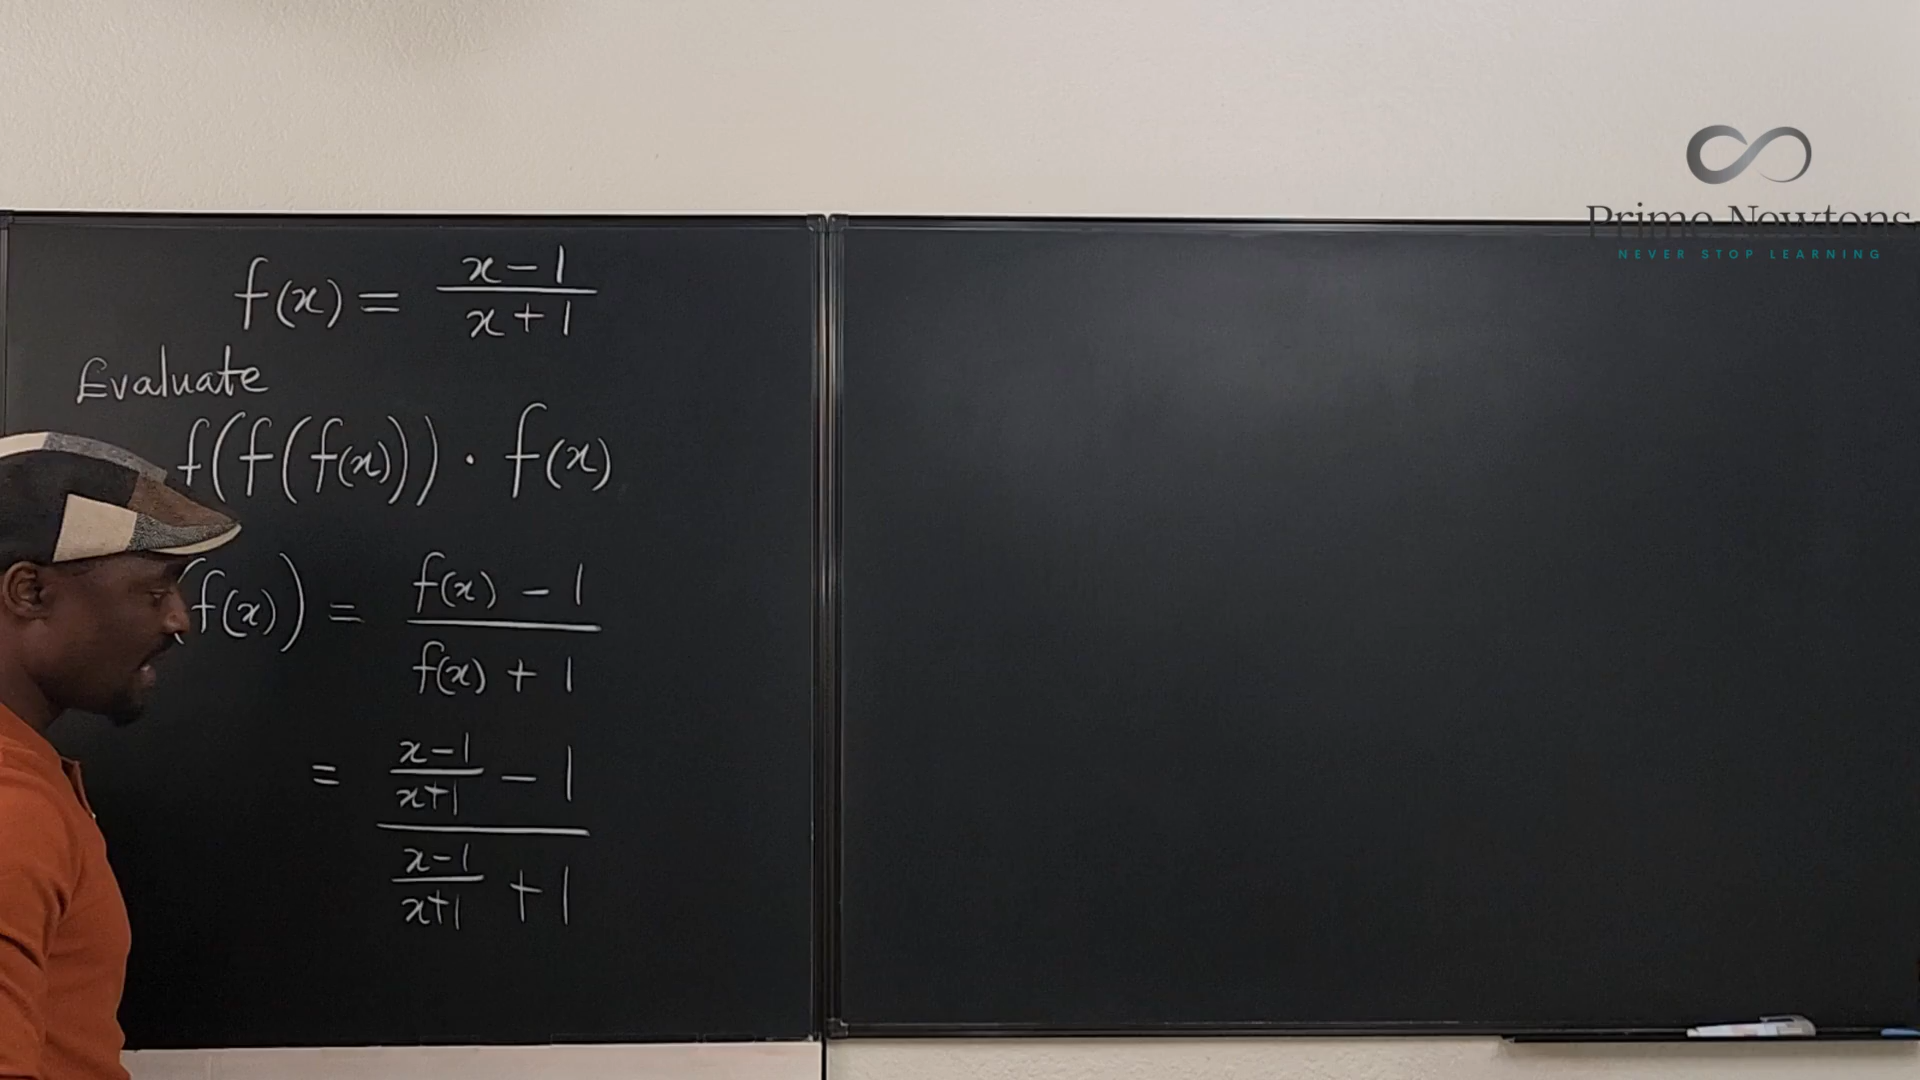 f(x) = x-1 / x+1
Evaluate
f(f(f(x))) · f(x)
(f(x)) = f(x) - 1 / f(x) + 1
= x-1 / x+1 - 1 / x-1 / x+1 + 1
Prime Newtons
NEVER STOP LEARNING